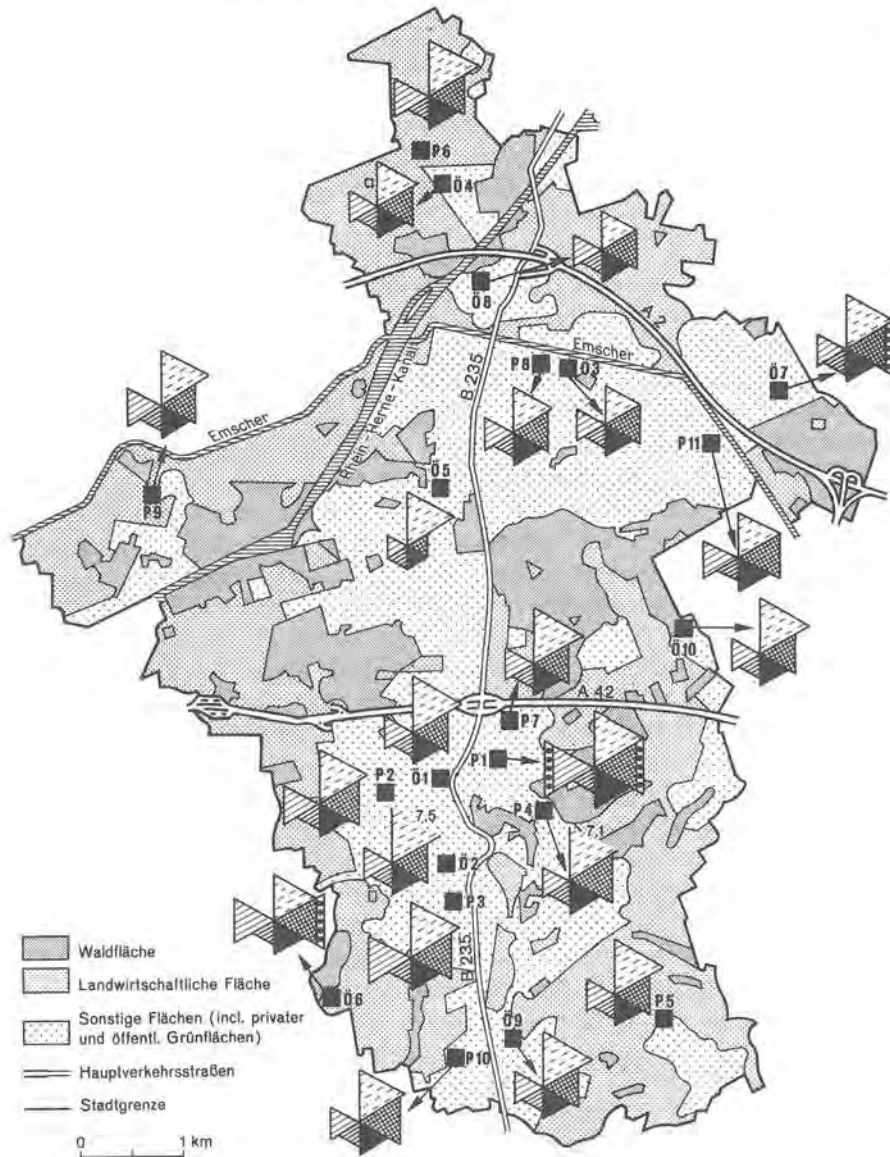 P6
Ö4
Ö8
A 2
Emscher
B 235
Rhein-Herne-Kanal
P8
Ö3
Ö7
Emscher
P11
Ö5
P9
Ö10
A 42
P7
P1
P2
Ö1
P4
7.5
7.1
Ö2
P3
B 235
Ö6
P5
Ö9
P10
Waldfläche
Landwirtschaftliche Fläche
Sonstige Flächen (incl. privater
und öffentl. Grünflächen)
Hauptverkehrsstraßen
Stadtgrenze
0 1 km